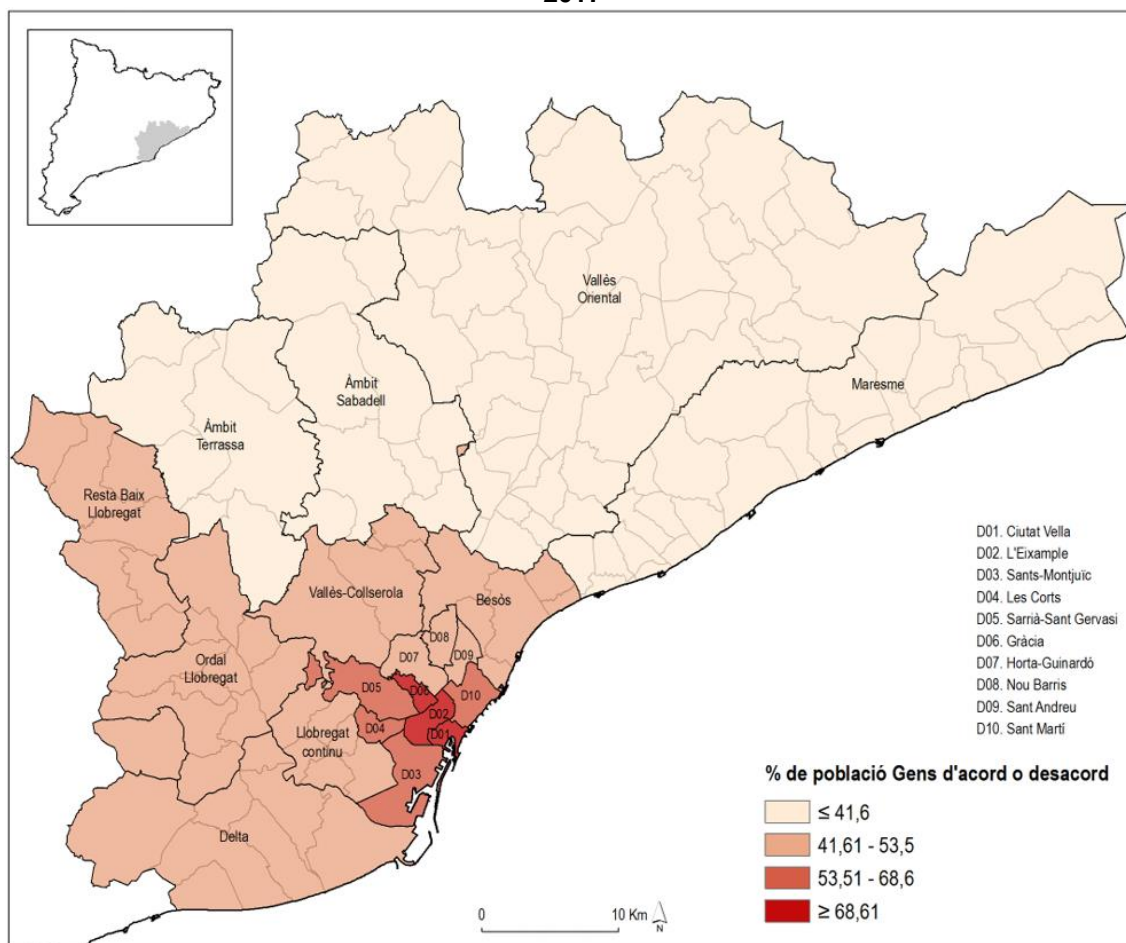 Vallès
Oriental
Maresme
Àmbit
Sabadell
Àmbit
Terrassa
Resta Baix
Llobregat
Vallès-Collserola
Besòs
D08
D07
D09
Ordal
Llobregat
D05
D06
D10
D02
D04
D01
Llobregat
continu
D03
Delta
D01. Ciutat Vella
D02. L'Eixample
D03. Sants-Montjuïc
D04. Les Corts
D05. Sarrià-Sant Gervasi
D06. Gràcia
D07. Horta-Guinardó
D08. Nou Barris
D09. Sant Andreu
D10. Sant Martí
% de població Gens d'acord o desacord
≤ 41,6
41,61 - 53,5
53,51 - 68,6
≥ 68,61
0 10 Km
N